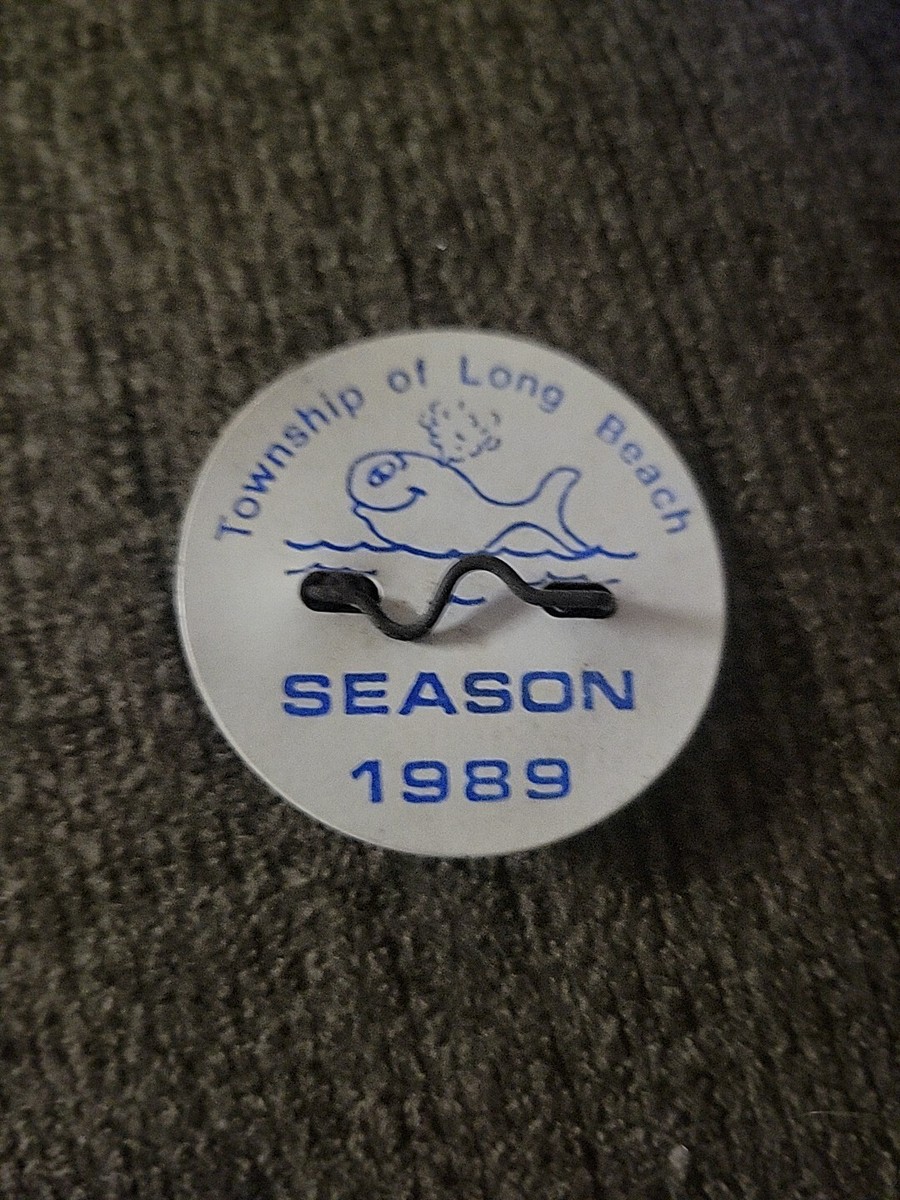 Township of Long Beach
SEASON
1989